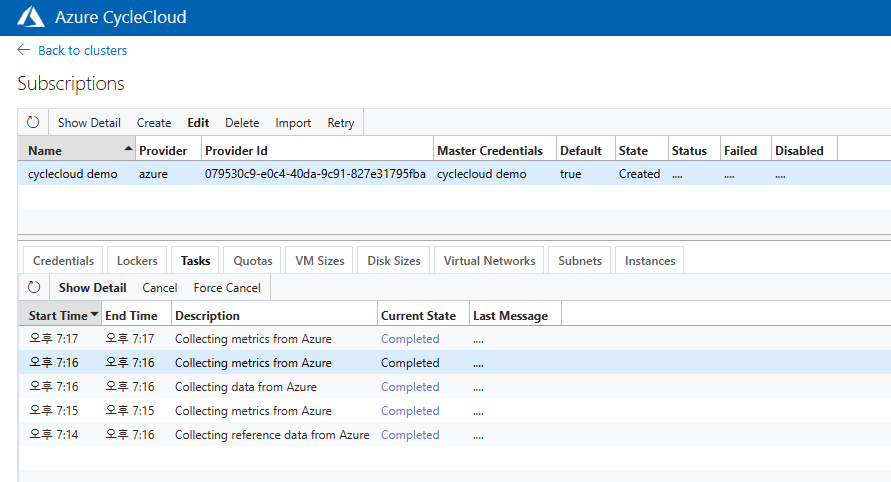 Azure CycleCloud
Back to clusters
Subscriptions
Show Detail Create Edit Delete Import Retry
Name Provider Provider Id Master Credentials Default State Status Failed Disabled
cyclecloud demo azure 079530c9-e0c4-40da-9c91-827e31795fba cyclecloud demo true Created .... .... ....
Credentials Lockers Tasks Quotas VM Sizes Disk Sizes Virtual Networks Subnets Instances
Show Detail Cancel Force Cancel
Start Time End Time Description Current State Last Message
오후 7:17 오후 7:17 Collecting metrics from Azure Completed ....
오후 7:16 오후 7:16 Collecting metrics from Azure Completed ....
오후 7:16 오후 7:16 Collecting data from Azure Completed ....
오후 7:15 오후 7:15 Collecting metrics from Azure Completed ....
오후 7:14 오후 7:16 Collecting reference data from Azure Completed ....